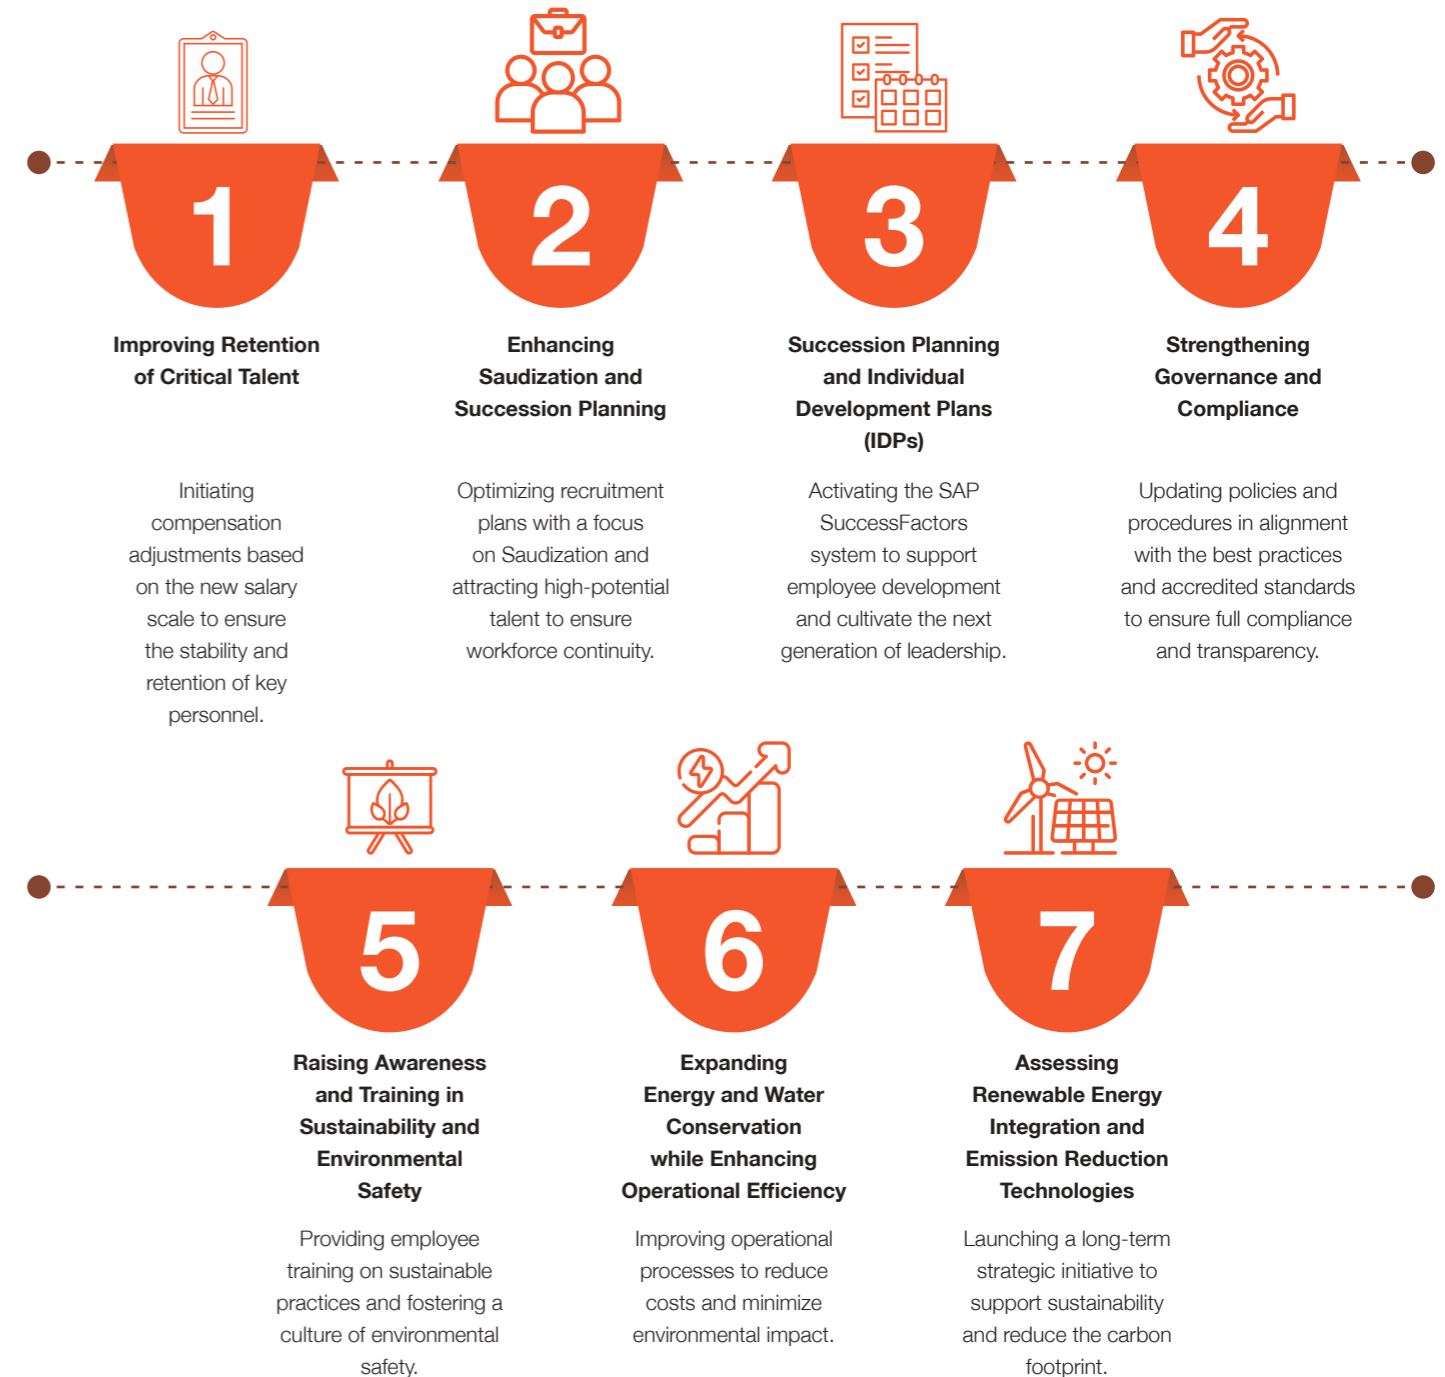 1
Improving Retention
of Critical Talent
Initiating
compensation
adjustments based
on the new salary
scale to ensure
the stability and
retention of key
personnel.
2
Enhancing
Saudization and
Succession Planning
Optimizing recruitment
plans with a focus
on Saudization and
attracting high-potential
talent to ensure
workforce continuity.
3
Succession Planning
and Individual
Development Plans
(IDPs)
Activating the SAP
SuccessFactors
system to support
employee development
and cultivate the next
generation of leadership.
4
Strengthening
Governance and
Compliance
Updating policies and
procedures in alignment
with the best practices
and accredited standards
to ensure full compliance
and transparency.
5
Raising Awareness
and Training in
Sustainability and
Environmental
Safety
Providing employee
training on sustainable
practices and fostering a
culture of environmental
safety.
6
Expanding
Energy and Water
Conservation
while Enhancing
Operational Efficiency
Improving operational
processes to reduce
costs and minimize
environmental impact.
7
Assessing
Renewable Energy
Integration and
Emission Reduction
Technologies
Launching a long-term
strategic initiative to
support sustainability
and reduce the carbon
footprint.